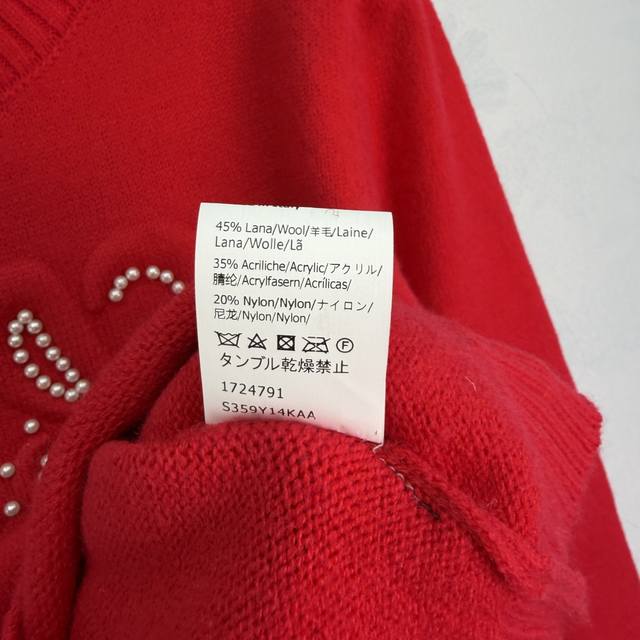 45% Lana/Wool/羊毛/Laine/
Lana/Wolle/Lã
35% Acriliche/Acrylic/アクリル/
腈纶/Acrylfasern/Acrílicas/
20% Nylon/Nylon/ナイロン/
尼龙/Nylon/Nylon/
タンブル乾燥禁止
1724791
S359Y14KAA